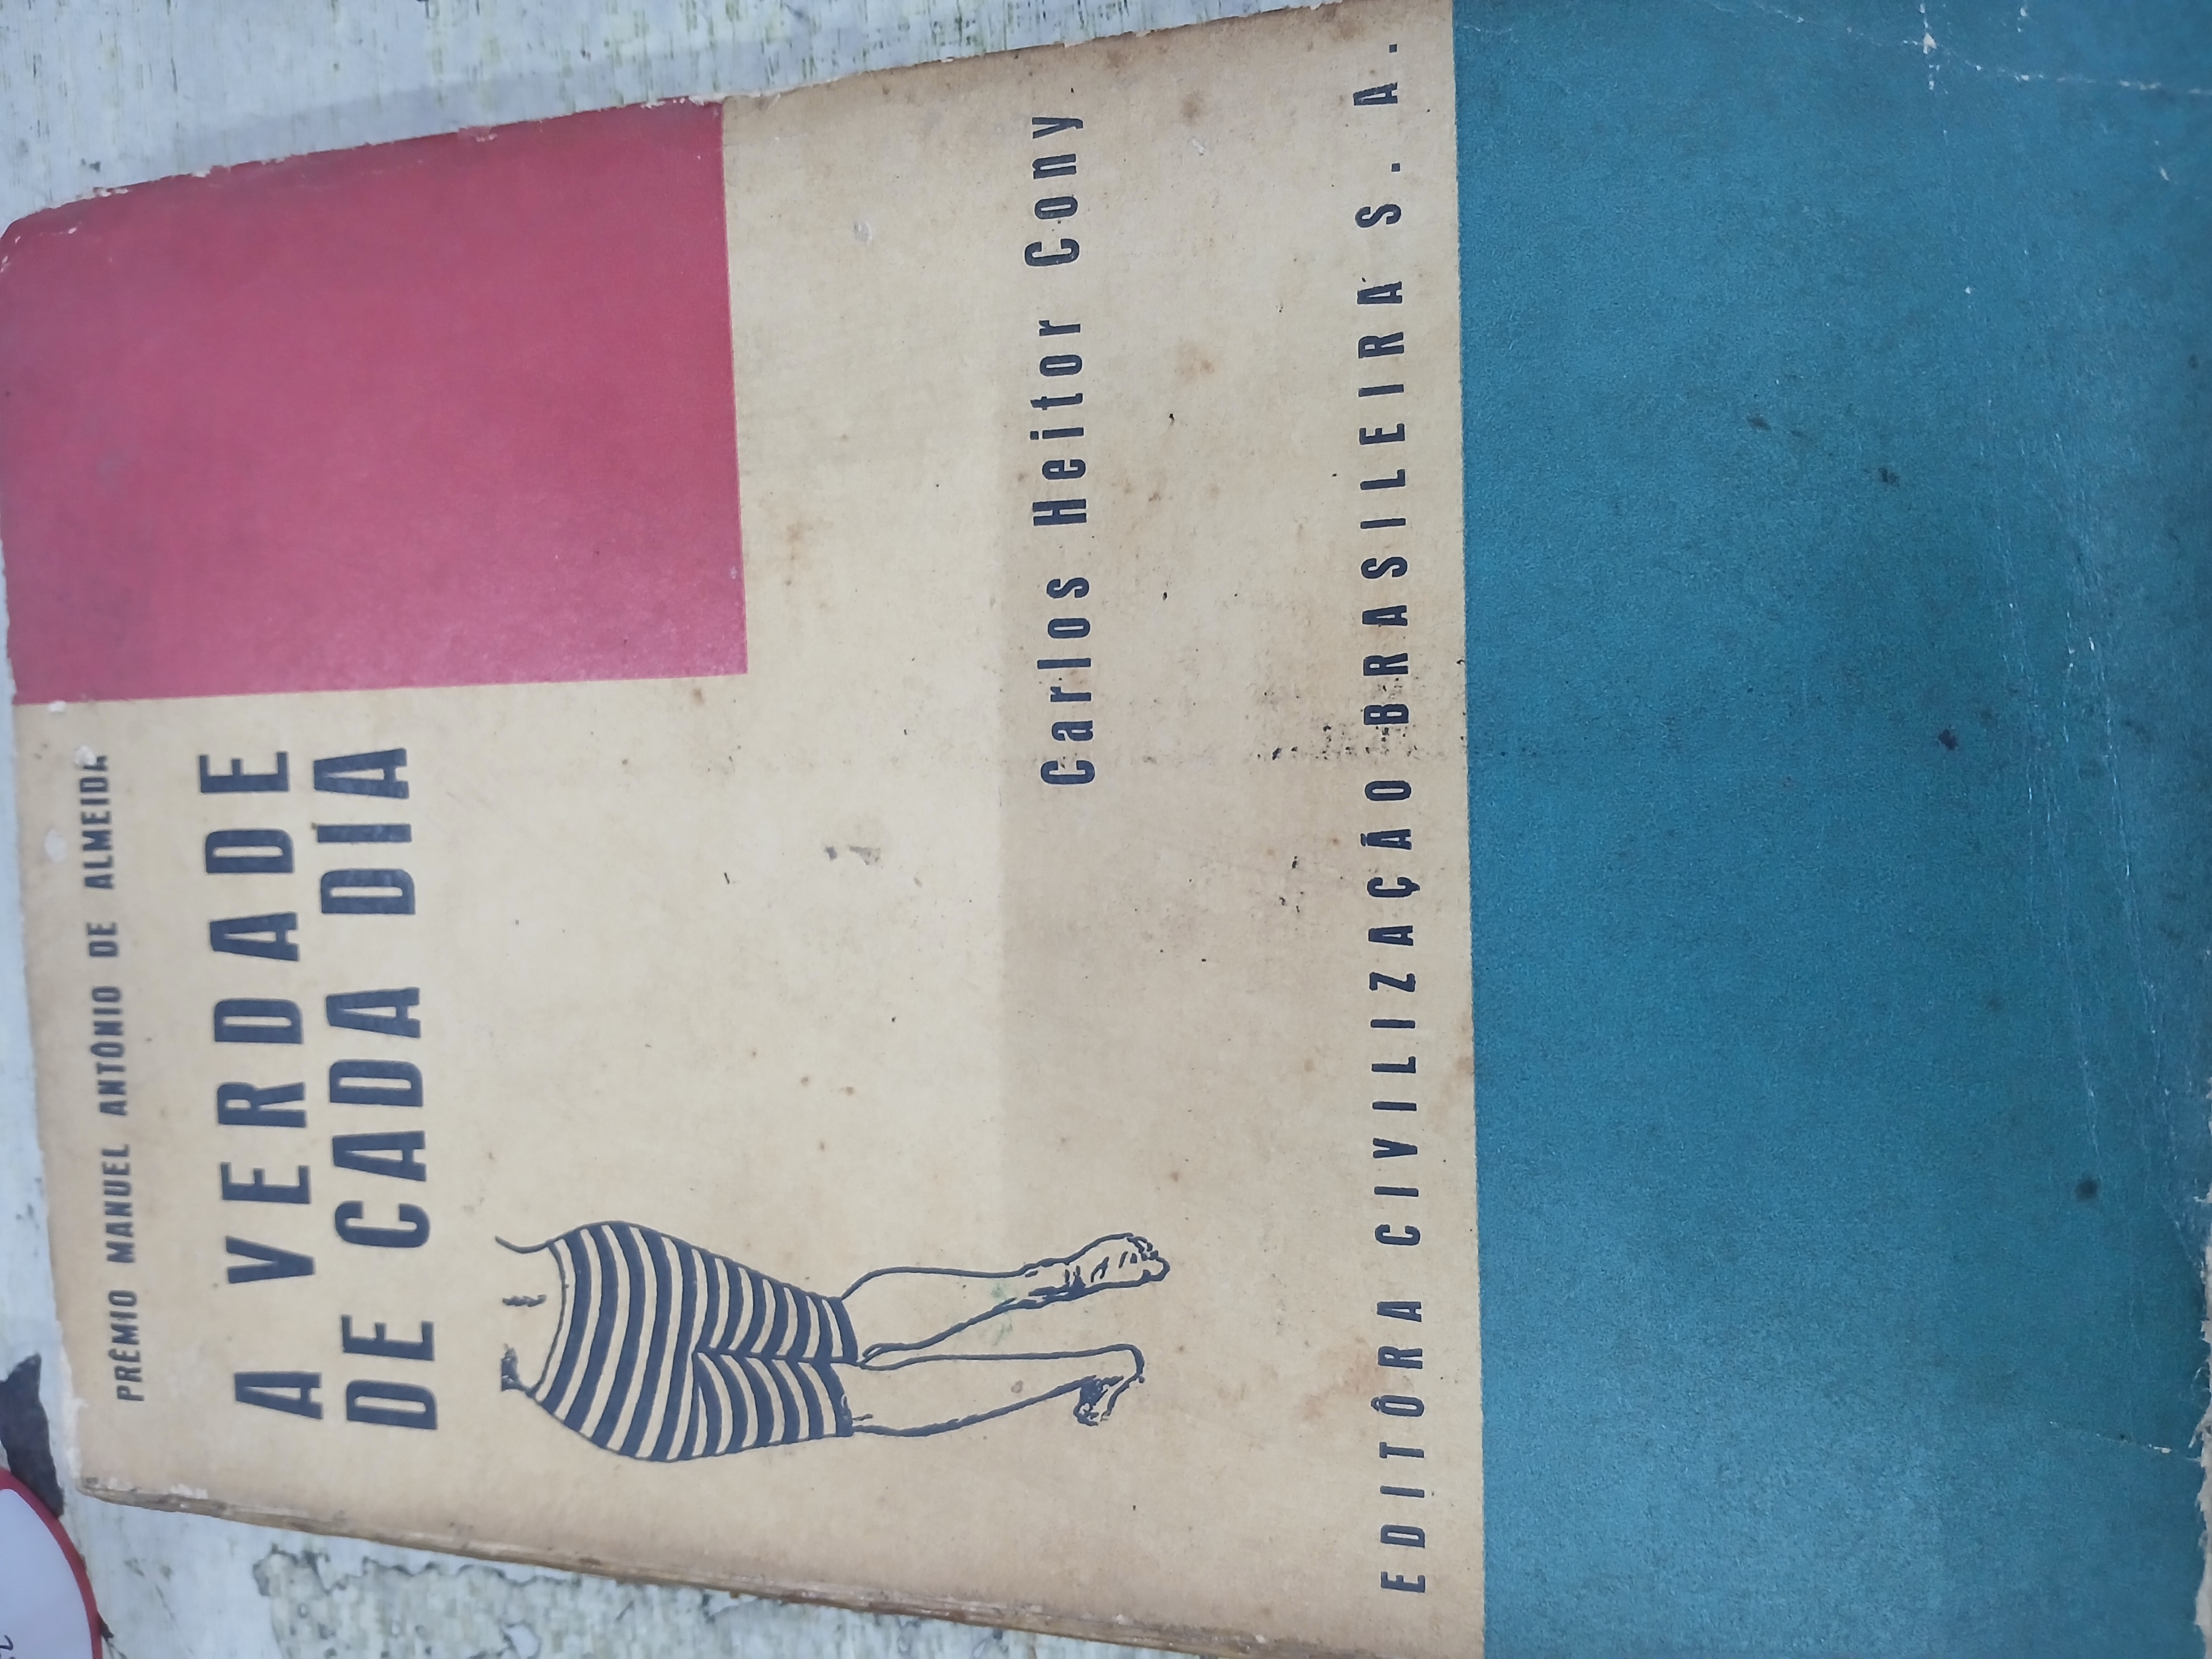 PRÊMIO MANUEL ANTÔNIO DE ALMEIDA
A VERDADE
DE CADA DIA
Carlos Heitor Cony
EDITÔRA CIVILIZAÇÃO BRASILEIRA S. A.